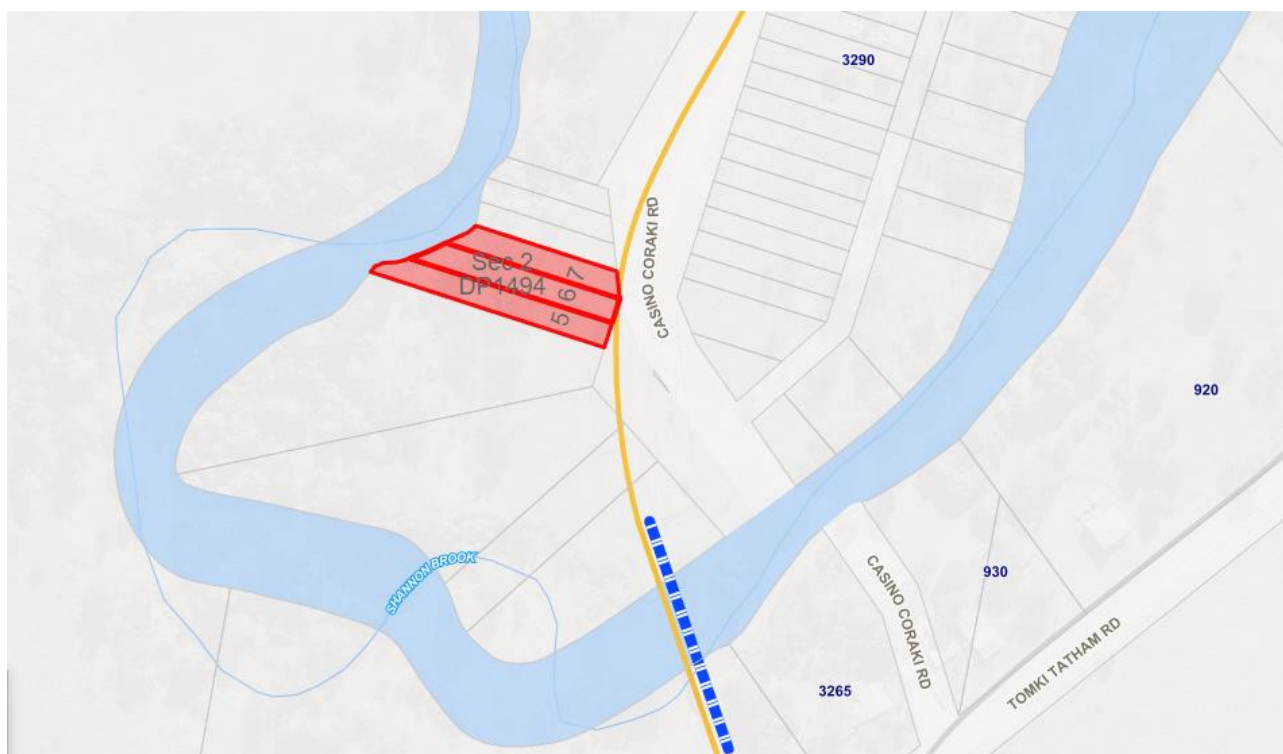 3290
CASINO CORAKI RD
Sec 2
DP1494
7
6
5
920
SHANNON BROOK
CASINO CORAKI RD
930
TOMKI TATHAM RD
3265